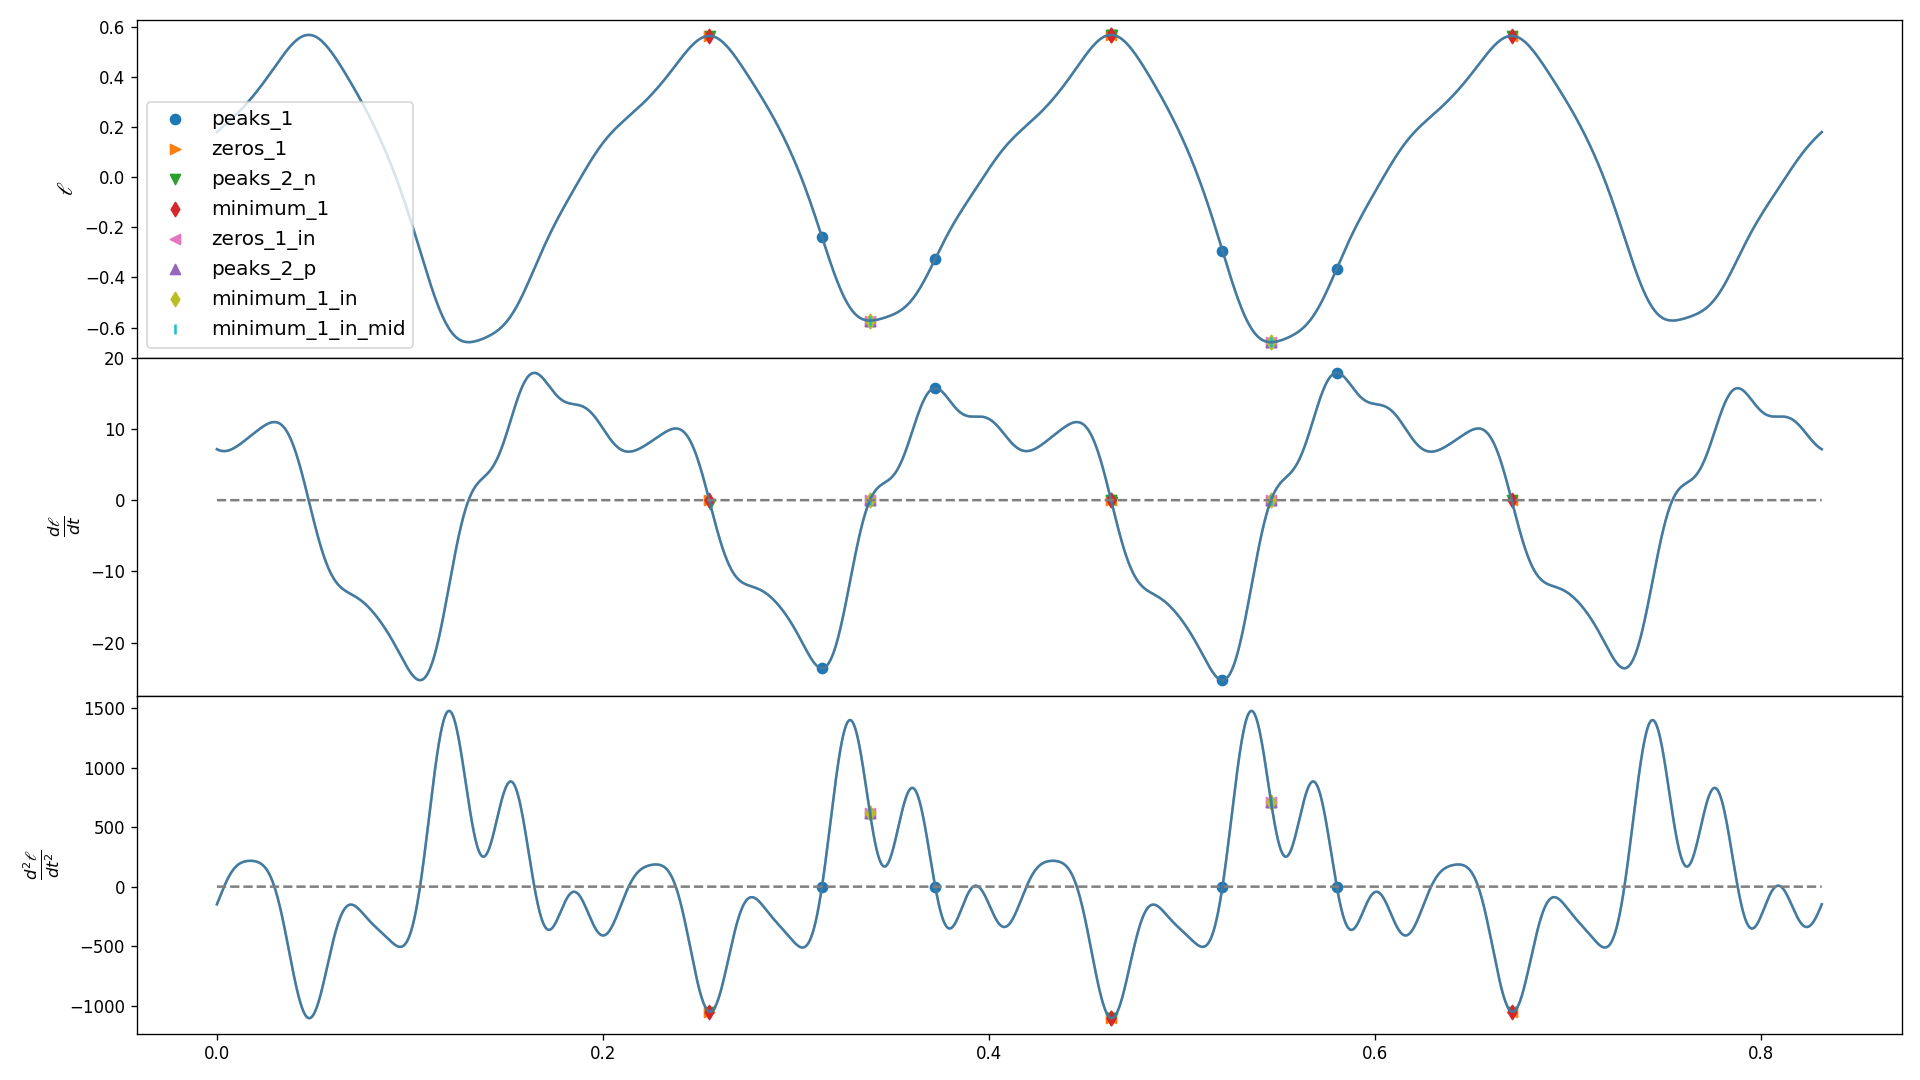 0.6
0.4
0.2
0.0
−0.2
−0.4
−0.6
ℓ
peaks_1
zeros_1
peaks_2_n
minimum_1
zeros_1_in
peaks_2_p
minimum_1_in
minimum_1_in_mid
20
10
0
−10
−20
dℓ
dt
1500
1000
500
0
−500
−1000
d²ℓ
dt²
0.0 0.2 0.4 0.6 0.8